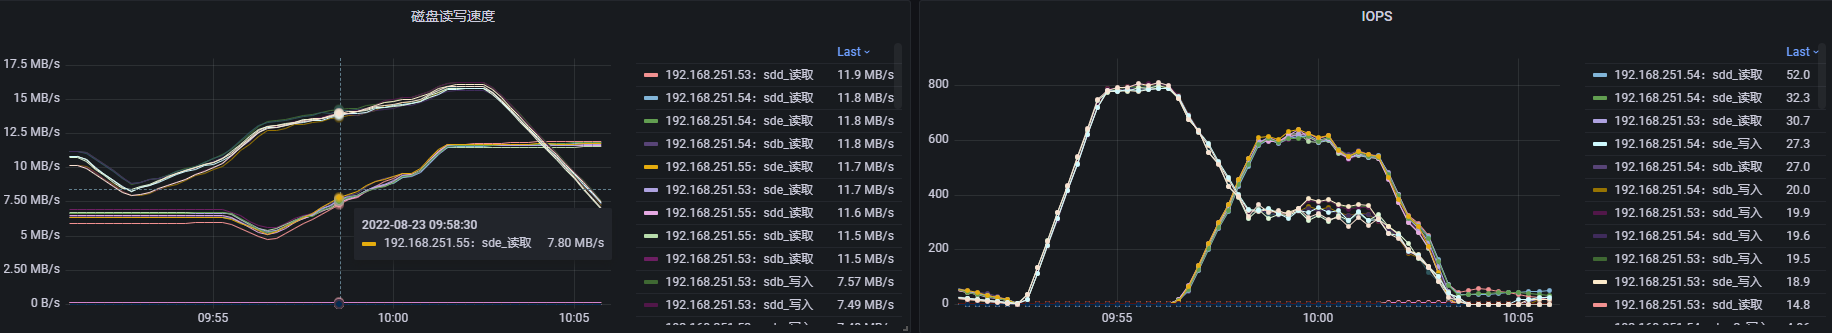 磁盘读写速度
17.5 MB/s
15 MB/s
12.5 MB/s
10 MB/s
7.50 MB/s
5 MB/s
2.50 MB/s
0 B/s
09:55
10:00
10:05
2022-08-23 09:58:30
192.168.251.55: sde_读取 7.80 MB/s
Last
192.168.251.53: sdd_读取 11.9 MB/s
192.168.251.54: sdd_读取 11.8 MB/s
192.168.251.54: sde_读取 11.8 MB/s
192.168.251.54: sdb_读取 11.8 MB/s
192.168.251.55: sde_读取 11.7 MB/s
192.168.251.53: sde_读取 11.7 MB/s
192.168.251.55: sdd_读取 11.6 MB/s
192.168.251.55: sdb_读取 11.5 MB/s
192.168.251.53: sdb_读取 11.5 MB/s
192.168.251.53: sdb_写入 7.57 MB/s
192.168.251.53: sdd_写入 7.49 MB/s
IOPS
800
600
400
200
0
09:55
10:00
10:05
Last
192.168.251.54: sdd_读取 52.0
192.168.251.54: sde_读取 32.3
192.168.251.53: sde_读取 30.7
192.168.251.54: sde_写入 27.3
192.168.251.54: sdb_读取 27.0
192.168.251.54: sdb_写入 20.0
192.168.251.53: sdd_写入 19.9
192.168.251.54: sdd_写入 19.6
192.168.251.53: sdb_写入 19.5
192.168.251.53: sde_写入 18.9
192.168.251.53: sdd_读取 14.8